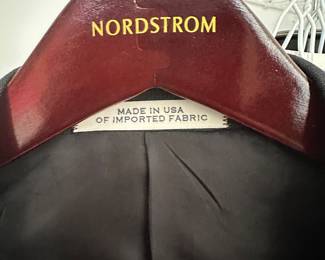 NORDSTROM
MADE IN USA
OF IMPORTED FABRIC